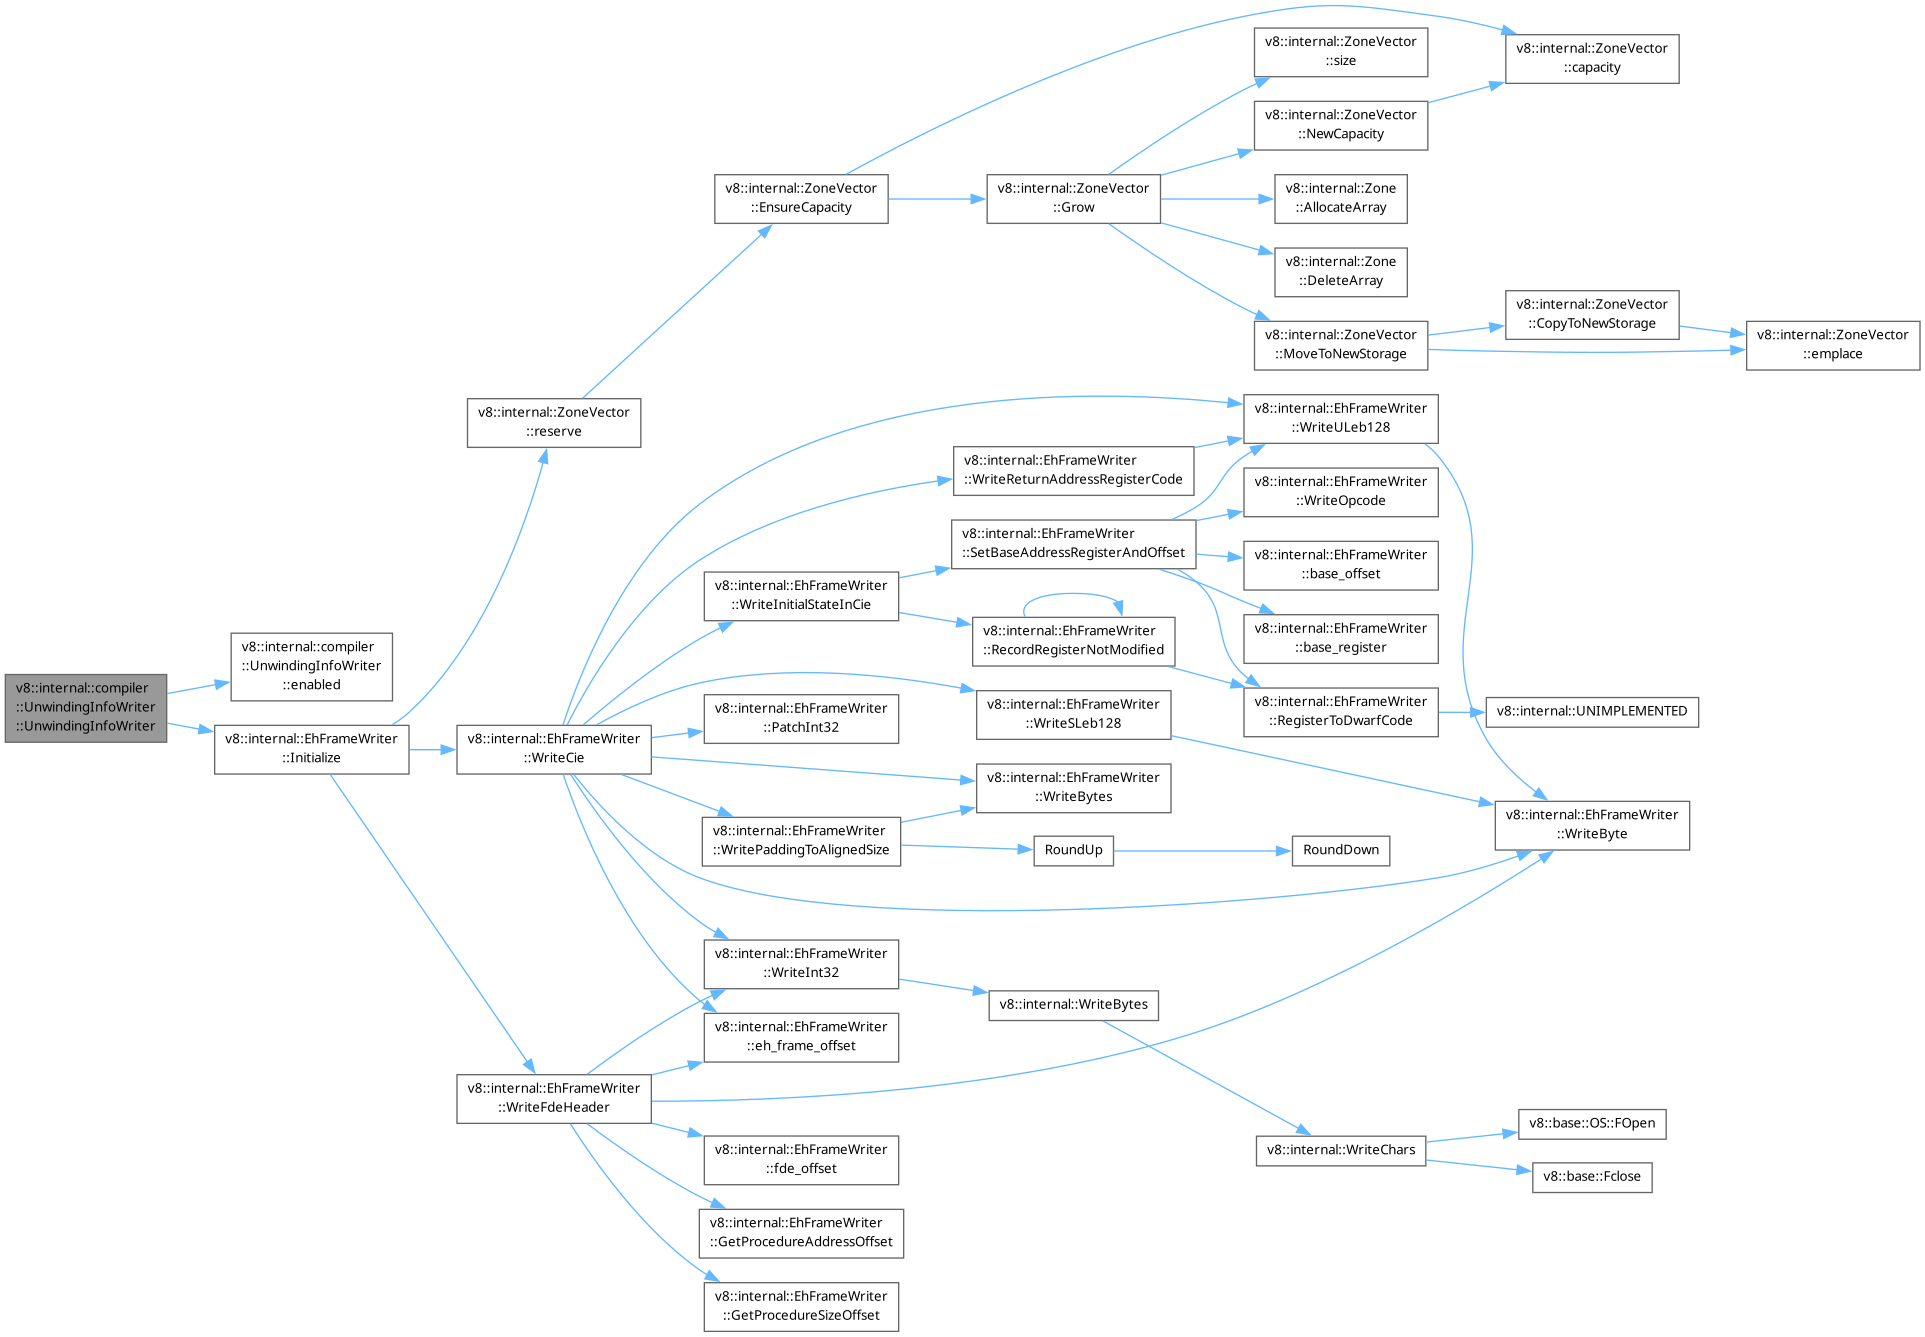 v8::internal::compiler
::UnwindingInfoWriter
::UnwindingInfoWriter
v8::internal::compiler
::UnwindingInfoWriter
::enabled
v8::internal::EhFrameWriter
::Initialize
v8::internal::ZoneVector
::reserve
v8::internal::EhFrameWriter
::WriteCie
v8::internal::EhFrameWriter
::WriteFdeHeader
v8::internal::ZoneVector
::EnsureCapacity
v8::internal::EhFrameWriter
::WriteInitialStateInCie
v8::internal::EhFrameWriter
::PatchInt32
v8::internal::EhFrameWriter
::WritePaddingToAlignedSize
v8::internal::EhFrameWriter
::WriteInt32
v8::internal::EhFrameWriter
::eh_frame_offset
v8::internal::EhFrameWriter
::fde_offset
v8::internal::EhFrameWriter
::GetProcedureAddressOffset
v8::internal::EhFrameWriter
::GetProcedureSizeOffset
v8::internal::ZoneVector
::Grow
v8::internal::EhFrameWriter
::WriteReturnAddressRegisterCode
v8::internal::EhFrameWriter
::SetBaseAddressRegisterAndOffset
v8::internal::EhFrameWriter
::RecordRegisterNotModified
v8::internal::EhFrameWriter
::WriteSLeb128
v8::internal::EhFrameWriter
::WriteBytes
RoundUp
v8::internal::WriteBytes
v8::internal::ZoneVector
::size
v8::internal::ZoneVector
::NewCapacity
v8::internal::Zone
::AllocateArray
v8::internal::Zone
::DeleteArray
v8::internal::ZoneVector
::MoveToNewStorage
v8::internal::EhFrameWriter
::WriteULeb128
v8::internal::EhFrameWriter
::WriteOpcode
v8::internal::EhFrameWriter
::base_offset
v8::internal::EhFrameWriter
::base_register
v8::internal::EhFrameWriter
::RegisterToDwarfCode
RoundDown
v8::internal::WriteChars
v8::internal::ZoneVector
::capacity
v8::internal::ZoneVector
::CopyToNewStorage
v8::internal::UNIMPLEMENTED
v8::internal::EhFrameWriter
::WriteByte
v8::base::OS::FOpen
v8::base::Fclose
v8::internal::ZoneVector
::emplace